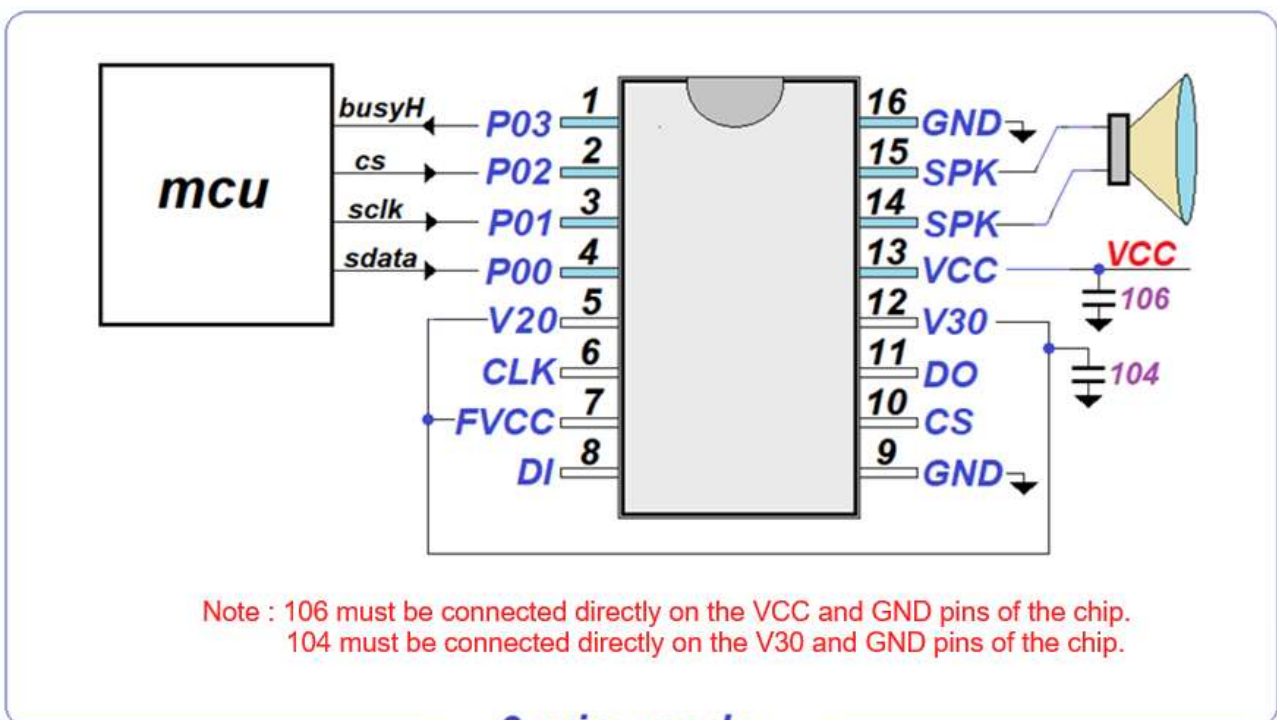 mcu
busyH
cs
sclk
sdata
P03 1
P02 2
P01 3
P00 4
V20 5
CLK 6
FVCC 7
DI 8
16 GND
15 SPK
14 SPK
13 VCC
12 V30
11 DO
10 CS
9 GND
VCC
106
104
Note : 106 must be connected directly on the VCC and GND pins of the chip.
104 must be connected directly on the V30 and GND pins of the chip.